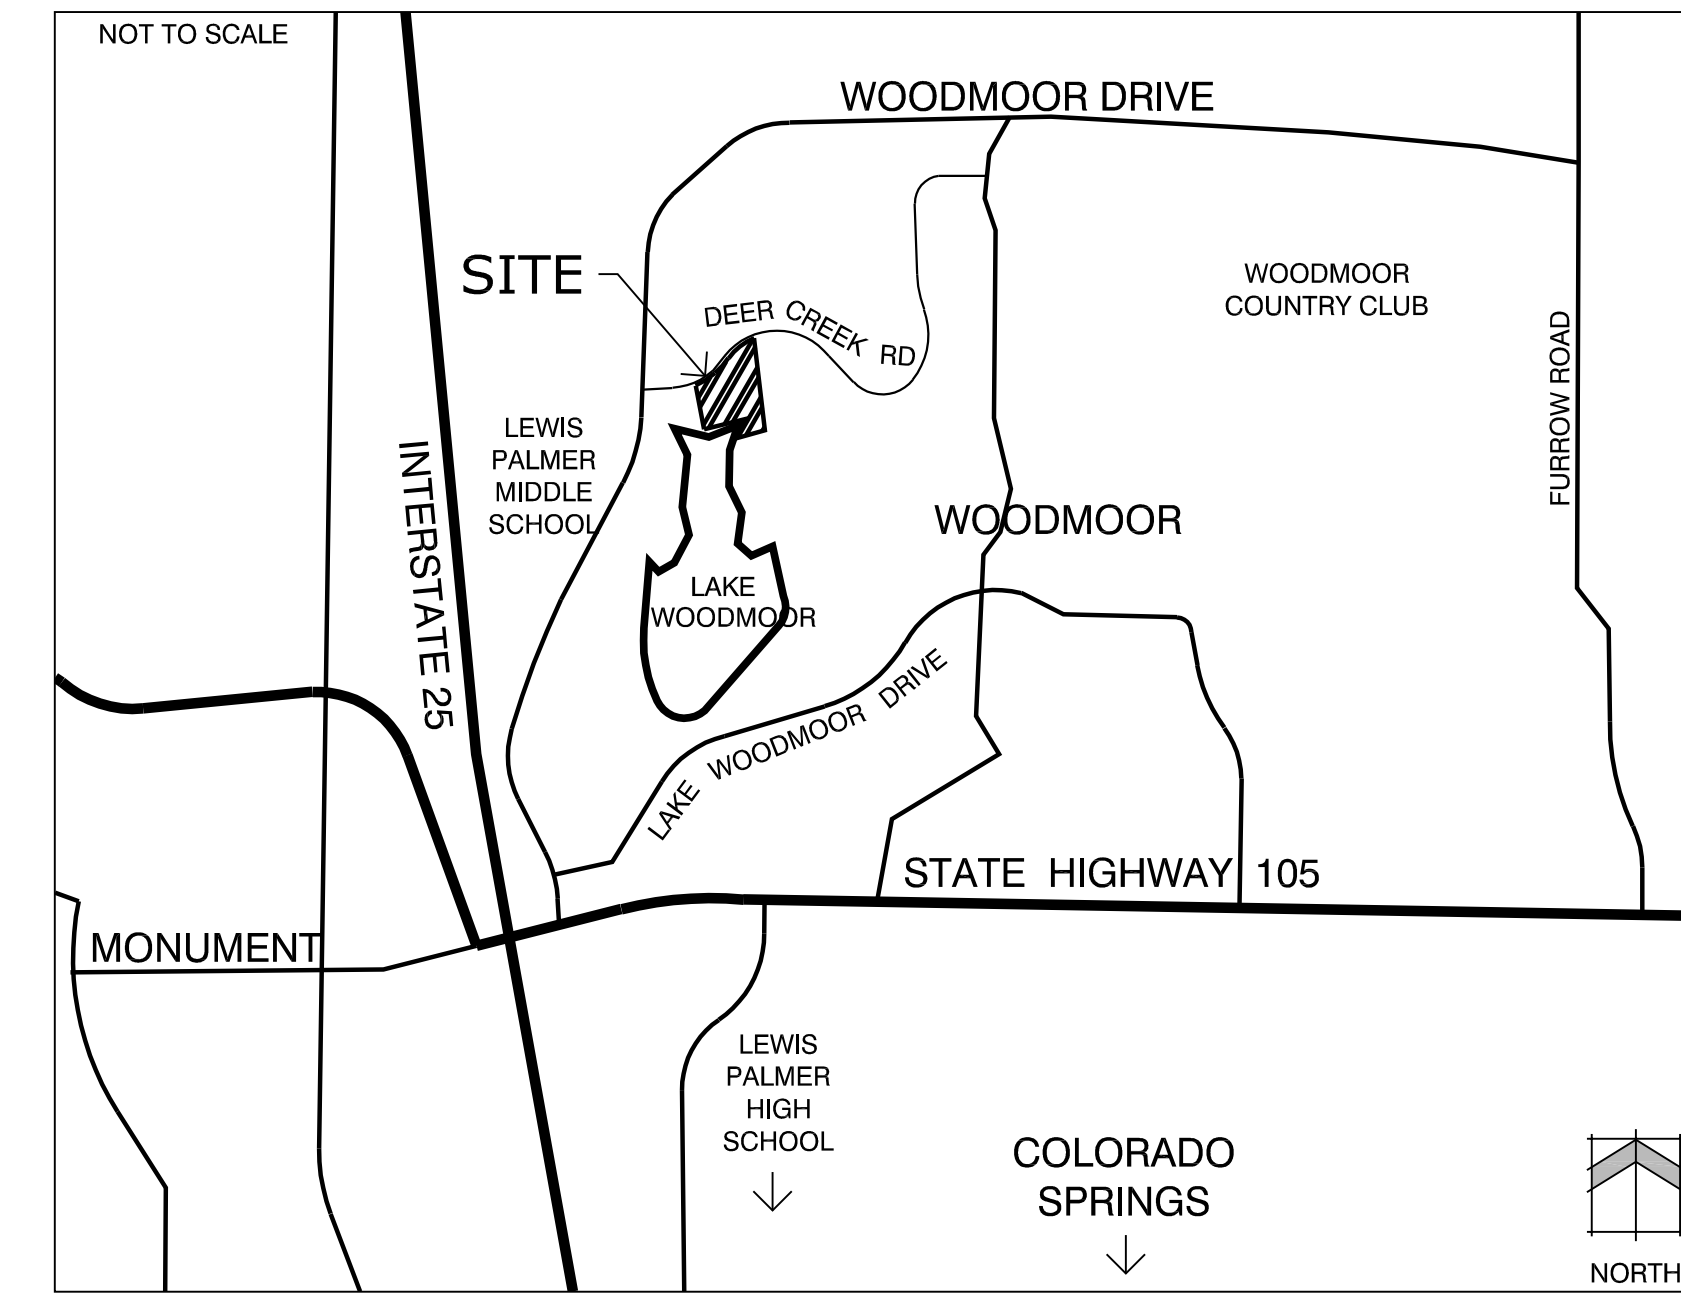 NOT TO SCALE
WOODMOOR DRIVE
SITE
WOODMOOR
COUNTRY CLUB
DEER CREEK RD
FURROW ROAD
LEWIS
PALMER
MIDDLE
SCHOOL
INTERSTATE 25
WOODMOOR
LAKE
WOODMOOR
LAKE WOODMOOR DRIVE
STATE HIGHWAY 105
MONUMENT
LEWIS
PALMER
HIGH
SCHOOL
COLORADO
SPRINGS
NORTH